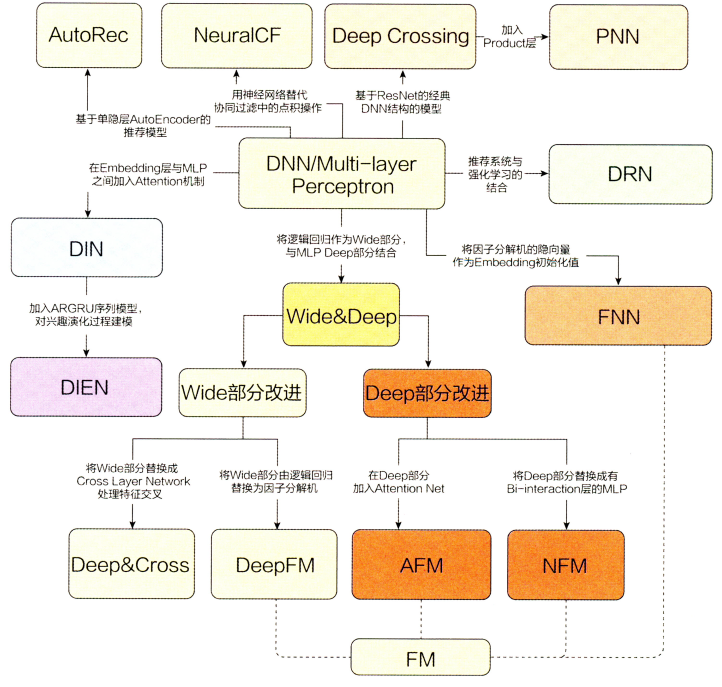 AutoRec
NeuralCF
Deep Crossing
加入
Product层
PNN
用神经网络替代
协同过滤中的点积操作
基于ResNet的经典
DNN结构的模型
基于单隐层AutoEncoder的
推荐模型
在Embedding层与MLP
之间加入Attention机制
DNN/Multi-layer
Perceptron
推荐系统与
强化学习的
结合
DRN
DIN
将逻辑回归作为Wide部分,
与MLP Deep部分结合
将因子分解机的隐向量
作为Embedding初始化值
加入ARGRU序列模型,
对兴趣演化过程建模
Wide&Deep
FNN
DIEN
Wide部分改进
Deep部分改进
将Wide部分替换成
Cross Layer Network
处理特征交叉
将Wide部分由逻辑回归
替换为因子分解机
在Deep部分
加入Attention Net
将Deep部分替换成有
Bi-interaction层的MLP
Deep&Cross
DeepFM
AFM
NFM
FM